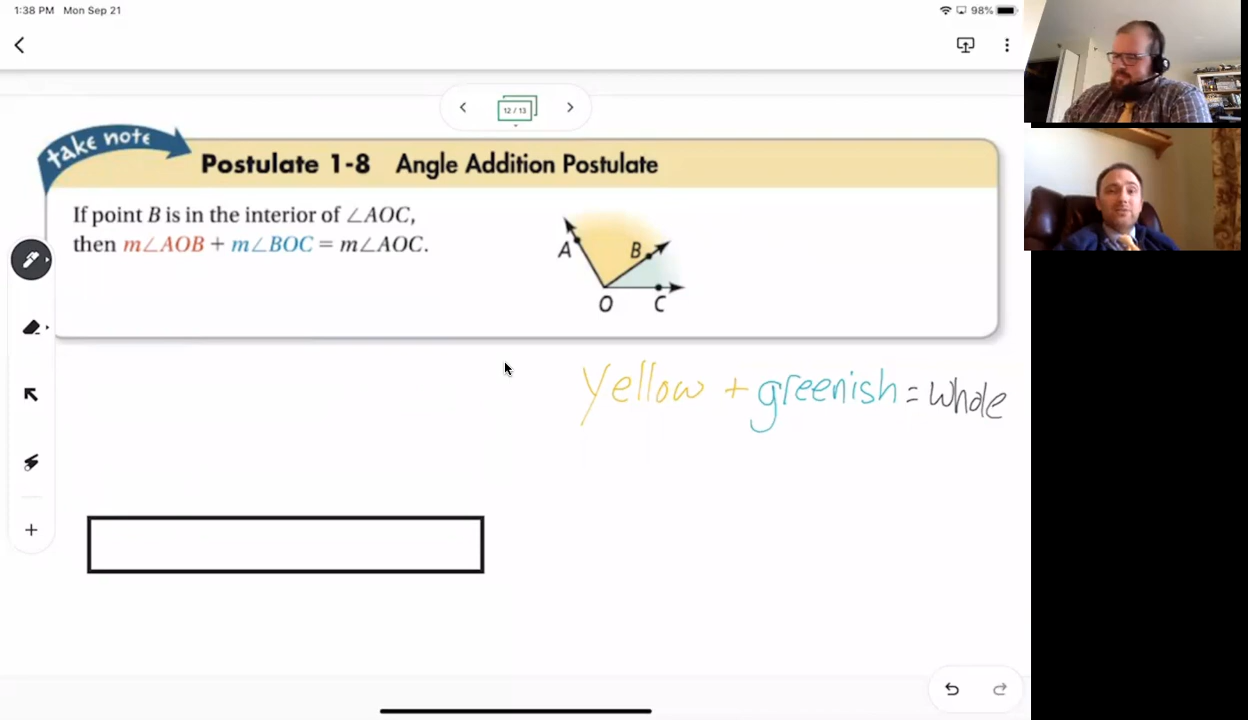 1:38 PM Mon Sep 21
98%
12 / 13
take note
Postulate 1-8 Angle Addition Postulate
If point B is in the interior of ∠AOC,
then m∠AOB + m∠BOC = m∠AOC.
A
B
O
C
yellow + greenish = whole